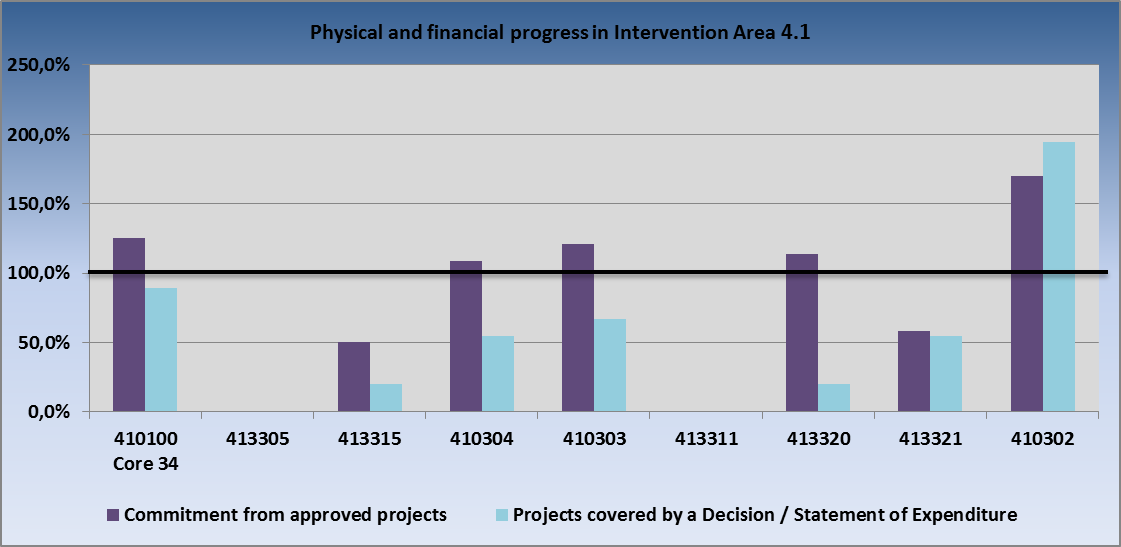 Physical and financial progress in Intervention Area 4.1
250,0%
200,0%
150,0%
100,0%
50,0%
0,0%
410100 413305 413315 410304 410303 413311 413320 413321 410302
Core 34
Commitment from approved projects Projects covered by a Decision / Statement of Expenditure